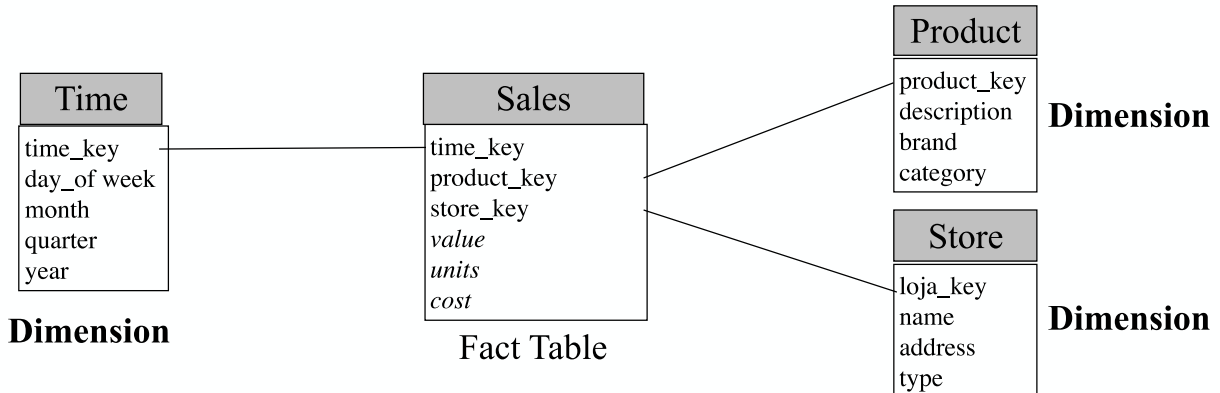 Time
time_key
day_of week
month
quarter
year
Dimension
Sales
time_key
product_key
store_key
value
units
cost
Fact Table
Product
product_key
description
brand
category
Dimension
Store
loja_key
name
address
type
Dimension